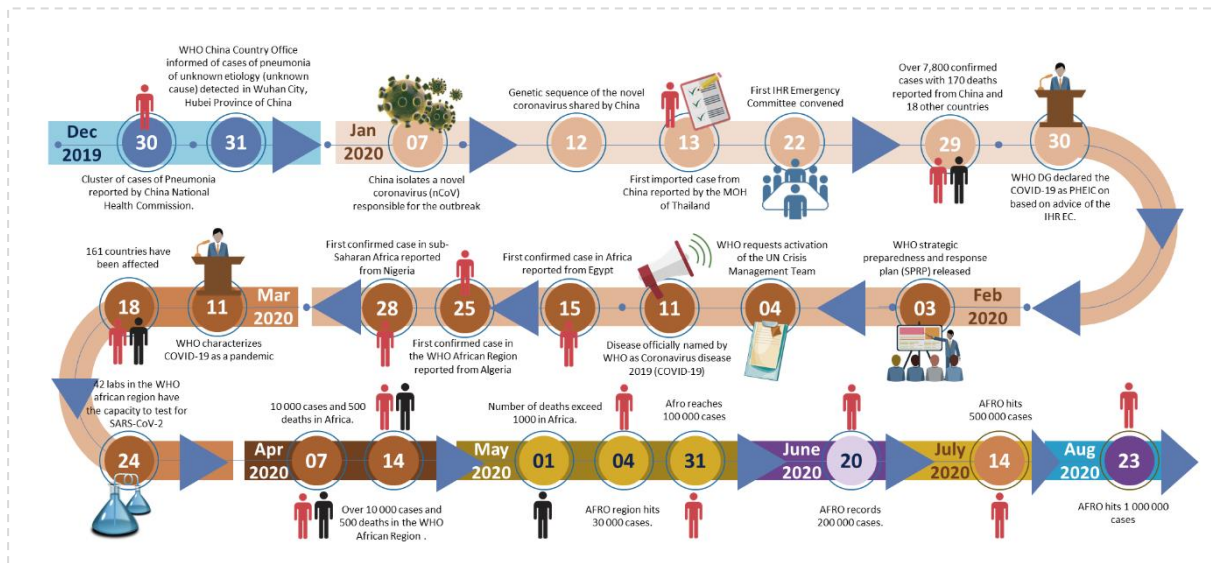 WHO China Country Office
informed of cases of pneumonia
of unknown etiology (unknown
cause) detected in Wuhan City,
Hubei Province of China
Dec
2019
30
31
Cluster of cases of Pneumonia
reported by China National
Health Commission.
Jan
2020
07
China isolates a novel
coronavirus (nCoV)
responsible for the outbreak
Genetic sequence of the novel
coronavirus shared by China
12
13
First imported case from
China reported by the MOH
of Thailand
First IHR Emergency
Committee convened
22
Over 7,800 confirmed
cases with 170 deaths
reported from China and
18 other countries
29
30
WHO DG declared the
COVID-19 as PHEIC on
based on advice of the
IHR EC.
WHO strategic
preparedness and response
plan (SPRP) released
Feb
2020
03
WHO requests activation
of the UN Crisis
Management Team
04
11
Disease officially named by
WHO as Coronavirus disease
2019 (COVID-19)
First confirmed case in Africa
reported from Egypt
15
25
First confirmed case in
the WHO African Region
reported from Algeria
First confirmed case in sub-
Saharan Africa reported
from Nigeria
28
Mar
2020
11
WHO characterizes
COVID-19 as a pandemic
161 countries have
been affected
18
42 labs in the WHO
african region have
the capacity to test for
SARS-CoV-2
24
Apr
2020
10 000 cases and 500
deaths in Africa.
07
14
Over 10 000 cases and
500 deaths in the WHO
African Region .
May
2020
Number of deaths exceed
1000 in Africa.
01
04
AFRO region hits
30 000 cases.
Afro reaches
100 000 cases
31
June
2020
20
AFRO records
200 000 cases.
July
2020
AFRO hits
500 000 cases
14
Aug
2020
23
AFRO hits 1 000 000
cases